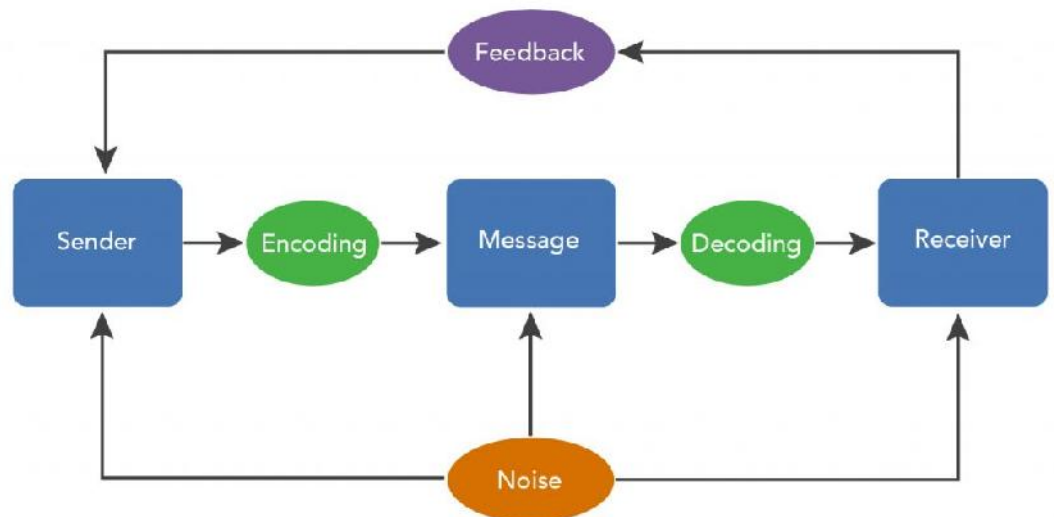 Feedback
Sender
Encoding
Message
Decoding
Receiver
Noise